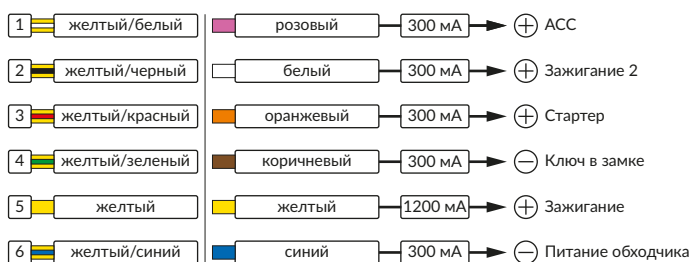 1 желтый/белый розовый 300 мА + ACC
2 желтый/черный белый 300 мА + Зажигание 2
3 желтый/красный оранжевый 300 мА + Стартер
4 желтый/зеленый коричневый 300 мА − Ключ в замке
5 желтый желтый 1200 мА + Зажигание
6 желтый/синий синий 300 мА − Питание обходчика